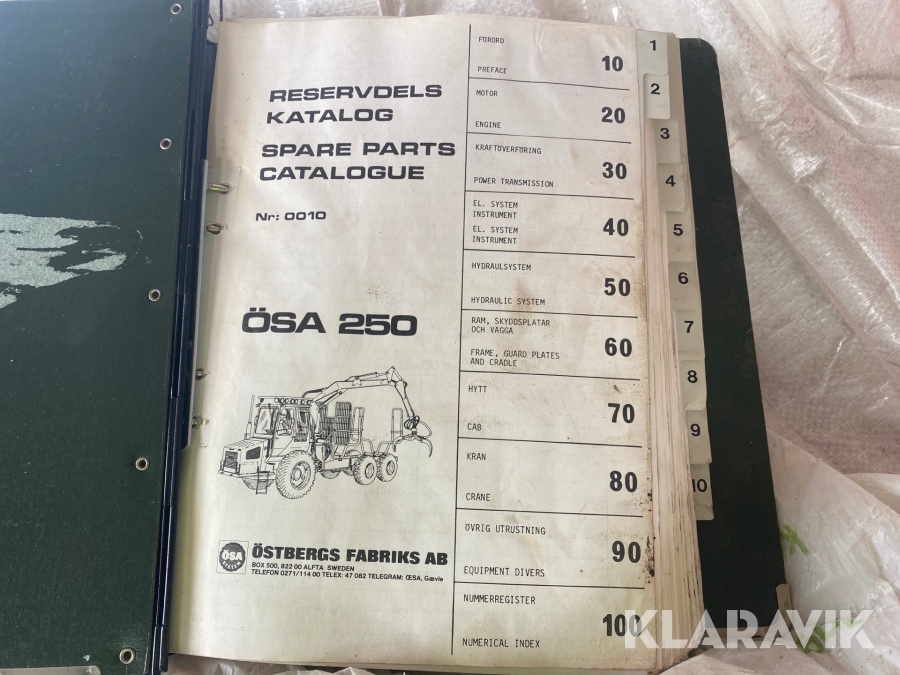 RESERVDELS
KATALOG
SPARE PARTS
CATALOGUE
Nr: 0010
ÖSA 250
ÖSA
SYSTEM
ÖSTBERGS FABRIKS AB
BOX 500, 822 00 ALFTA SWEDEN
TELEFON 0271/114 00 TELEX: 47 082 TELEGRAM: ŒSA, Gævle
FÖRORD
PREFACE
10
MOTOR
ENGINE
20
KRAFTÖVERFÖRING
POWER TRANSMISSION
30
EL. SYSTEM
INSTRUMENT
EL. SYSTEM
INSTRUMENT
40
HYDRAULSYSTEM
HYDRAULIC SYSTEM
50
RAM, SKYDDSPLATAR
OCH VAGGA
FRAME, GUARD PLATES
AND CRADLE
60
HYTT
CAB
70
KRAN
CRANE
80
ÖVRIG UTRUSTNING
EQUIPMENT DIVERS
90
NUMMERREGISTER
NUMERICAL INDEX
100
1
2
3
4
5
6
7
8
9
10
KLARAVIK